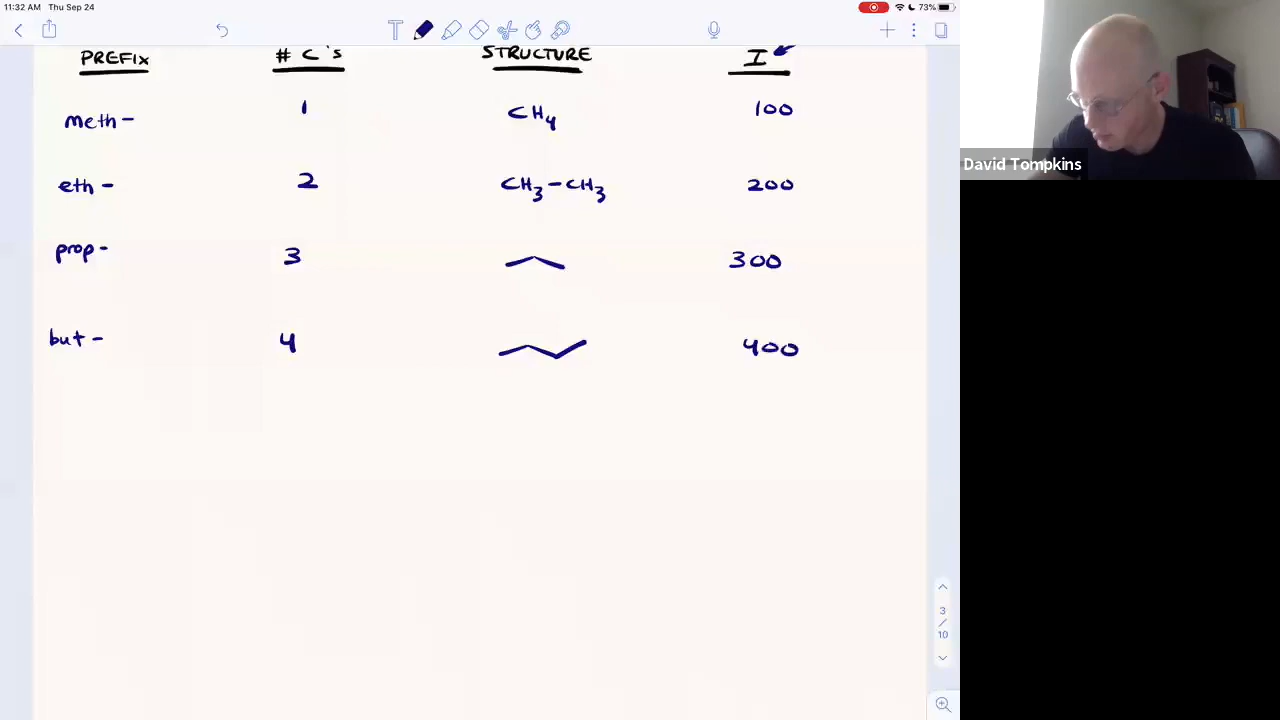 11:32 AM Thu Sep 24
73%
PREFIX # C's STRUCTURE I
meth- 1 CH4 100
eth- 2 CH3-CH3 200
prop- 3 300
but- 4 400
David Tompkins
3
/
10